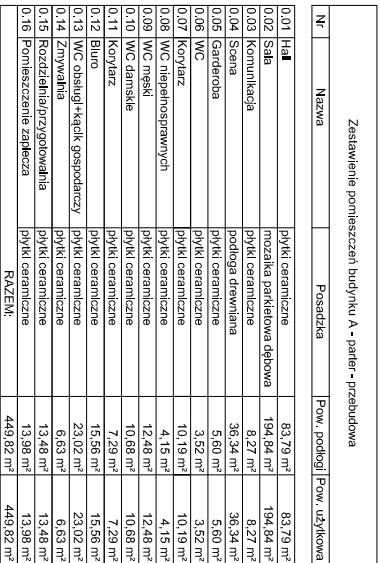 Zestawienie pomieszczeń budynku A - parter - przebudowa
Nr Nazwa Posadzka Pow. podłogi Pow. użytkowa
0.01 Hall płytki ceramiczne 83,79 m² 83,79 m²
0.02 Sala mozaika parkietowa dębowa 194,84 m² 194,84 m²
0.03 Komunikacja płytki ceramiczne 8,27 m² 8,27 m²
0.04 Scena podłoga drewniana 36,34 m² 36,34 m²
0.05 Garderoba płytki ceramiczne 5,60 m² 5,60 m²
0.06 WC płytki ceramiczne 3,52 m² 3,52 m²
0.07 Korytarz płytki ceramiczne 10,19 m² 10,19 m²
0.08 WC niepełnosprawnych płytki ceramiczne 4,15 m² 4,15 m²
0.09 WC męski płytki ceramiczne 12,48 m² 12,48 m²
0.10 WC damskie płytki ceramiczne 10,68 m² 10,68 m²
0.11 Korytarz płytki ceramiczne 7,29 m² 7,29 m²
0.12 Biuro płytki ceramiczne 15,56 m² 15,56 m²
0.13 WC obsługi+kącik gospodarczy płytki ceramiczne 23,02 m² 23,02 m²
0.14 Zmywalnia płytki ceramiczne 6,63 m² 6,63 m²
0.15 Rozdzielnia/przygotowalnia płytki ceramiczne 13,48 m² 13,48 m²
0.16 Pomieszczenie zaplecza płytki ceramiczne 13,98 m² 13,98 m²
RAZEM: 449,82 m² 449,82 m²